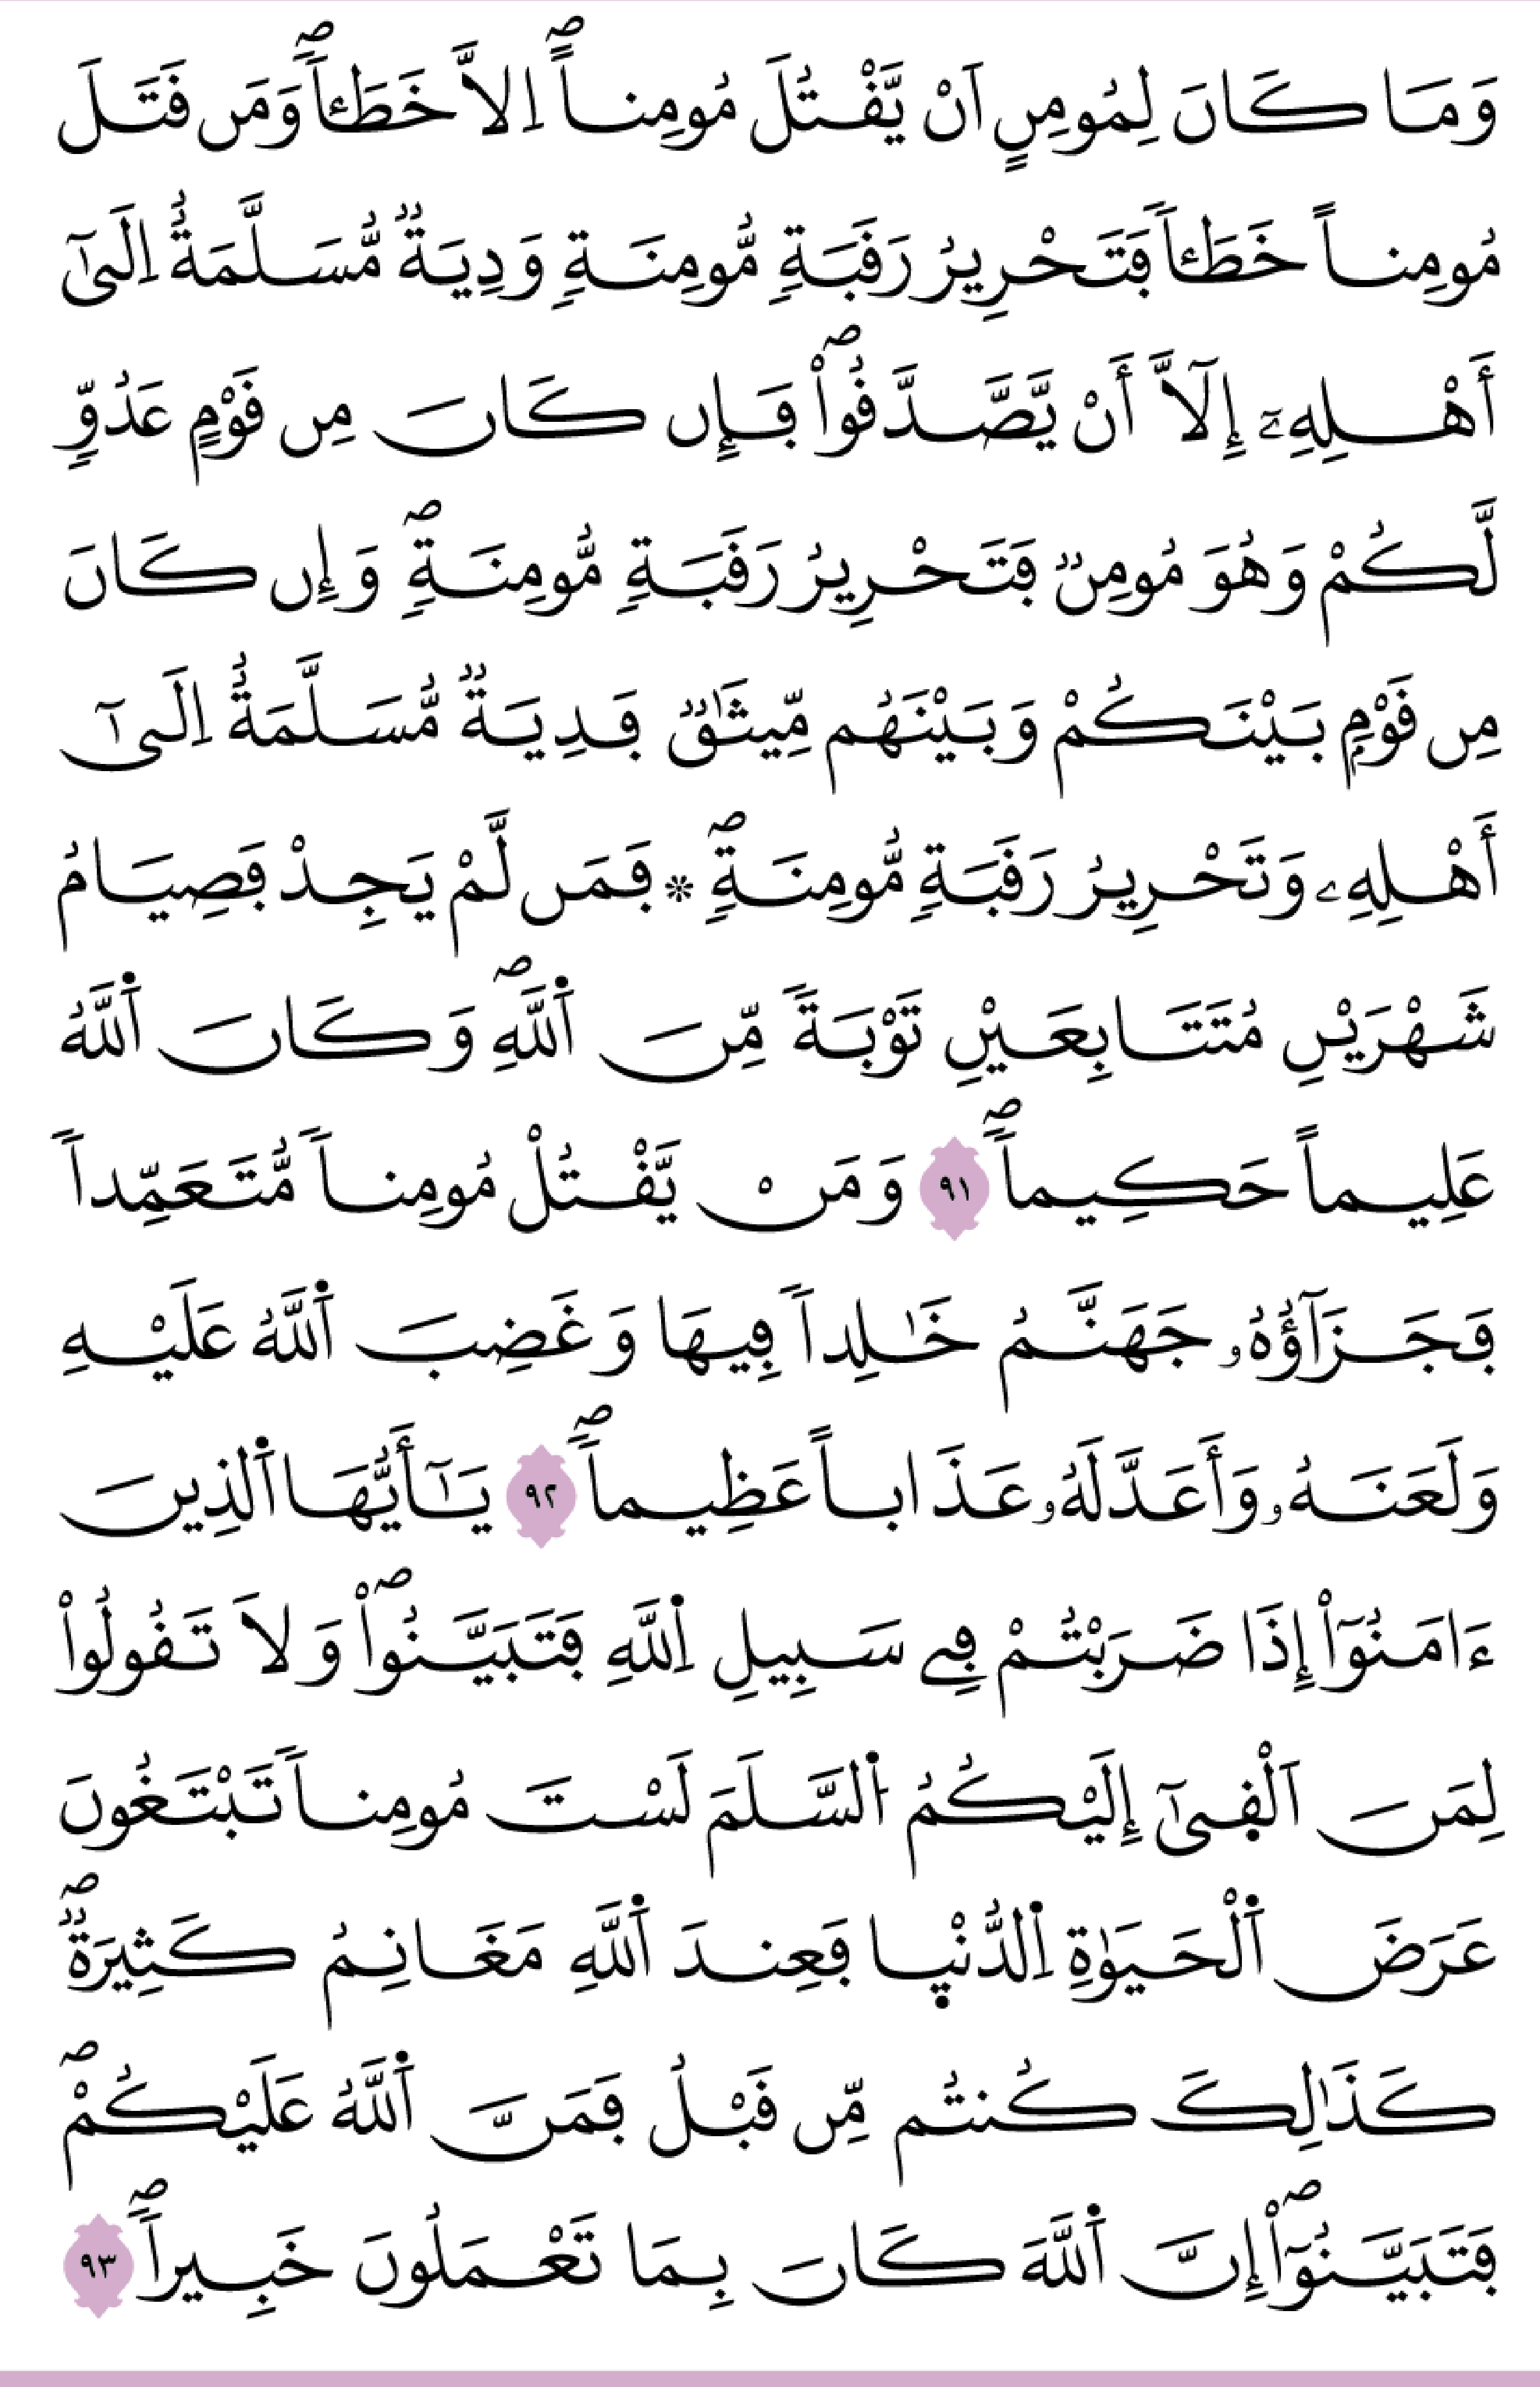 وَمَا كَانَ لِمُومِنٍ اَنْ يَّقْتُلَ مُومِناً اِلاَّ خَطَـٔاً وَمَن قَتَلَ
مُومِناً خَطَـٔاً فَتَحْرِيرُ رَقَبَةٍ مُّومِنَةٍ وَدِيَةٌ مُّسَلَّمَةٌ اِلَىٰٓ
أَهْلِهِۦٓ إِلَّآ أَنْ يَّصَّدَّقُواْ فَإِن كَانَ مِن قَوْمٍ عَدُوٍّ
لَّكُمْ وَهُوَ مُومِنٌ فَتَحْرِيرُ رَقَبَةٍ مُّومِنَةٍ وَإِن كَانَ
مِن قَوْمِۢ بَيْنَكُمْ وَبَيْنَهُم مِّيثَٰقٌ فَدِيَةٌ مُّسَلَّمَةٌ اِلَىٰٓ
أَهْلِهِۦ وَتَحْرِيرُ رَقَبَةٍ مُّومِنَةٍ * فَمَن لَّمْ يَجِدْ فَصِيَامُ
شَهْرَيْنِ مُتَتَابِعَيْنِ تَوْبَةً مِّنَ اَ۬للَّهِ وَكَانَ اَ۬للَّهُ
عَلِيماً حَكِيماً ٩١ وَمَنْ يَّقْتُلْ مُومِناً مُّتَعَمِّداً
فَجَزَآؤُهُۥ جَهَنَّمُ خَٰلِداً فِيهَا وَغَضِبَ اَ۬للَّهُ عَلَيْهِ
وَلَعَنَهُۥ وَأَعَدَّ لَهُۥ عَذَاباً عَظِيماً ٩٢ يَٰٓأَيُّهَا اَ۬لذِينَ
ءَامَنُوٓاْ إِذَا ضَرَبْتُمْ فِے سَبِيلِ اِ۬للَّهِ فَتَبَيَّنُواْ وَلاَ تَقُولُواْ
لِمَنَ اَلْقَىٰٓ إِلَيْكُمُ اُ۬لسَّلَمَ لَسْتَ مُومِناً تَبْتَغُونَ
عَرَضَ اَ۬لْحَيَوٰةِ اِ۬لدُّنْيَا فَعِندَ اَ۬للَّهِ مَغَانِمُ كَثِيرَةٌ
كَذَٰلِكَ كُنتُم مِّن قَبْلُ فَمَنَّ اَ۬للَّهُ عَلَيْكُمْ
فَتَبَيَّنُوٓاْ إِنَّ اَ۬للَّهَ كَانَ بِمَا تَعْمَلُونَ خَبِيراً ٩٣